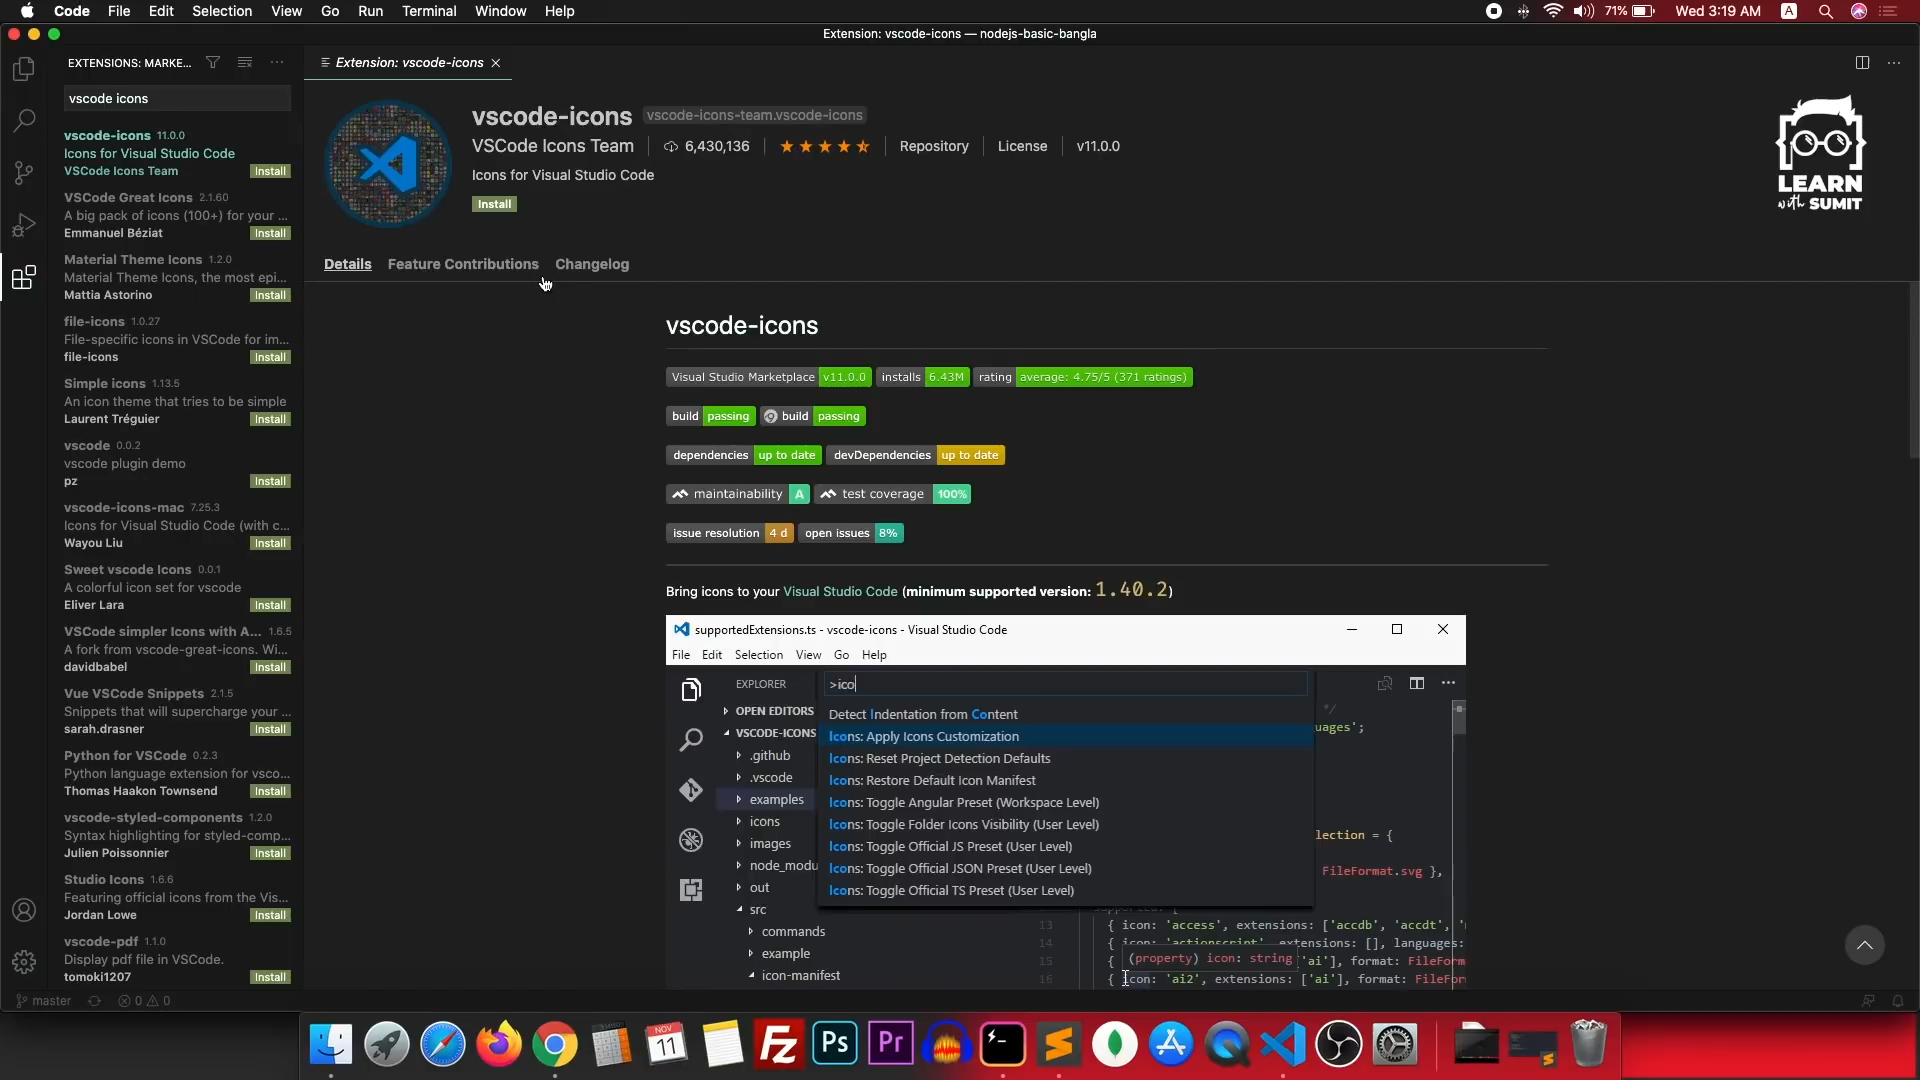 Code File Edit Selection View Go Run Terminal Window Help
71% Wed 3:19 AM A
Extension: vscode-icons — nodejs-basic-bangla
EXTENSIONS: MARKE...
Extension: vscode-icons
vscode icons
vscode-icons 11.0.0
Icons for Visual Studio Code
VSCode Icons Team Install
VSCode Great Icons 2.1.60
A big pack of icons (100+) for your ...
Emmanuel Béziat Install
Material Theme Icons 1.2.0
Material Theme Icons, the most epi...
Mattia Astorino Install
file-icons 1.0.27
File-specific icons in VSCode for im...
file-icons Install
Simple icons 1.13.5
An icon theme that tries to be simple
Laurent Tréguier Install
vscode 0.0.2
vscode plugin demo
pz Install
vscode-icons-mac 7.25.3
Icons for Visual Studio Code (with c...
Wayou Liu Install
Sweet vscode Icons 0.0.1
A colorful icon set for vscode
Eliver Lara Install
VSCode simpler Icons with A... 1.6.5
A fork from vscode-great-icons. Wi...
davidbabel Install
Vue VSCode Snippets 2.1.5
Snippets that will supercharge your ...
sarah.drasner Install
Python for VSCode 0.2.3
Python language extension for vsco...
Thomas Haakon Townsend Install
vscode-styled-components 1.2.0
Syntax highlighting for styled-comp...
Julien Poissonnier Install
Studio Icons 1.6.6
Featuring official icons from the Vis...
Jordan Lowe Install
vscode-pdf 1.1.0
Display pdf file in VSCode.
tomoki1207 Install
master 0 0
vscode-icons vscode-icons-team.vscode-icons
VSCode Icons Team 6,430,136 Repository License v11.0.0
Icons for Visual Studio Code
Install
LEARN
with SUMIT
Details Feature Contributions Changelog
vscode-icons
Visual Studio Marketplace v11.0.0 installs 6.43M rating average: 4.75/5 (371 ratings)
build passing build passing
dependencies up to date devDependencies up to date
maintainability A test coverage 100%
issue resolution 4 d open issues 8%
Bring icons to your Visual Studio Code (minimum supported version: 1.40.2)
supportedExtensions.ts - vscode-icons - Visual Studio Code
File Edit Selection View Go Help
EXPLORER
OPEN EDITORS
VSCODE-ICONS
.github
.vscode
examples
icons
images
node_modu
out
src
commands
example
icon-manifest
>ico
Detect Indentation from Content
Icons: Apply Icons Customization
Icons: Reset Project Detection Defaults
Icons: Restore Default Icon Manifest
Icons: Toggle Angular Preset (Workspace Level)
Icons: Toggle Folder Icons Visibility (User Level)
Icons: Toggle Official JS Preset (User Level)
Icons: Toggle Official JSON Preset (User Level)
Icons: Toggle Official TS Preset (User Level)
*/
uages';
lection = {
FileFormat.svg },
13 { icon: 'access', extensions: ['accdb', 'accdt',
14 { icon: 'actionscript', extensions: [], languages:
15 { (property) icon: string 'ai'], format: FileForm
16 { icon: 'ai2', extensions: ['ai'], format: FileFor
NOV
11
Fz
Ps
Pr